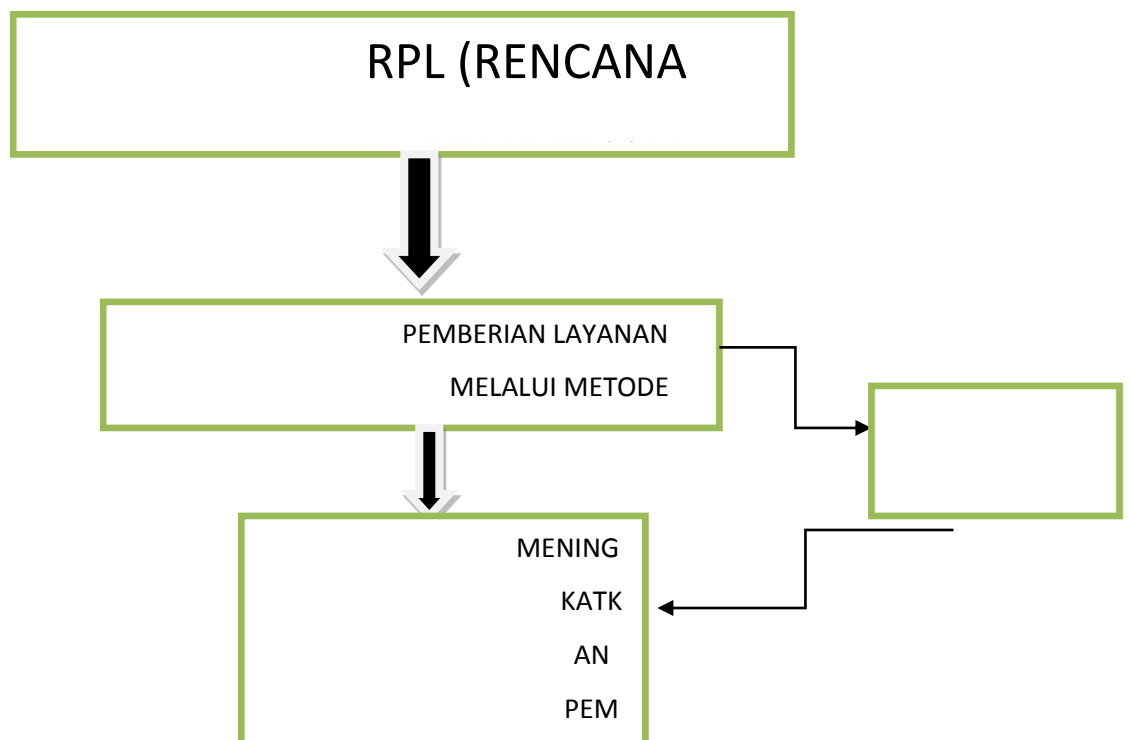 RPL (RENCANA
PEMBERIAN LAYANAN
MELALUI METODE
MENING
KATK
AN
PEM